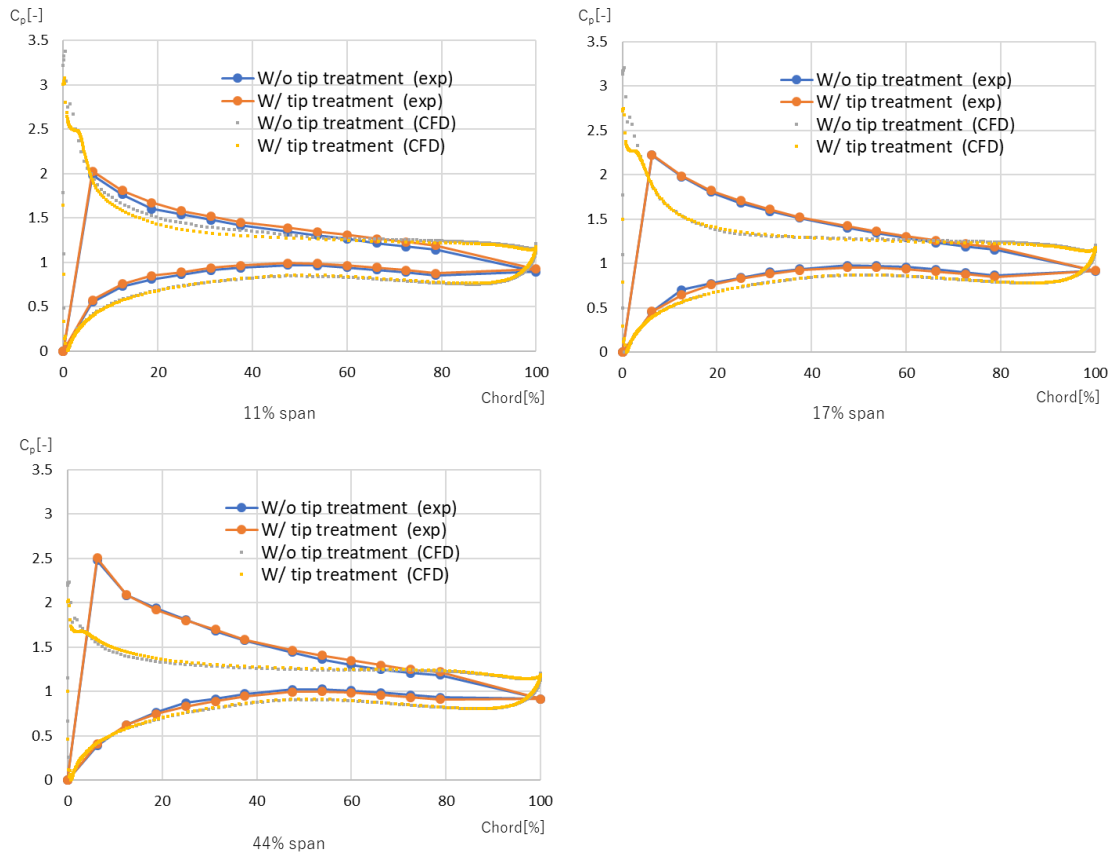 Cp[-]
3.5
3
2.5
2
1.5
1
0.5
0
W/o tip treatment (exp)
W/ tip treatment (exp)
W/o tip treatment (CFD)
W/ tip treatment (CFD)
0 20 40 60 80 100
Chord[%]
11% span
Cp[-]
3.5
3
2.5
2
1.5
1
0.5
0
W/o tip treatment (exp)
W/ tip treatment (exp)
W/o tip treatment (CFD)
W/ tip treatment (CFD)
0 20 40 60 80 100
Chord[%]
17% span
Cp[-]
3.5
3
2.5
2
1.5
1
0.5
0
W/o tip treatment (exp)
W/ tip treatment (exp)
W/o tip treatment (CFD)
W/ tip treatment (CFD)
0 20 40 60 80 100
Chord[%]
44% span